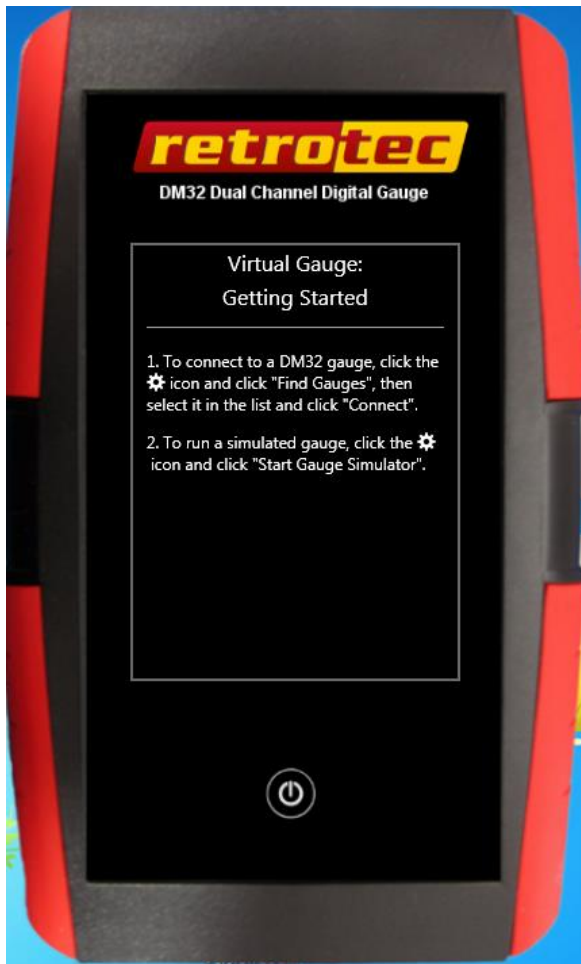 retrotec
DM32 Dual Channel Digital Gauge
Virtual Gauge:
Getting Started
1. To connect to a DM32 gauge, click the
icon and click "Find Gauges", then
select it in the list and click "Connect".
2. To run a simulated gauge, click the
icon and click "Start Gauge Simulator".